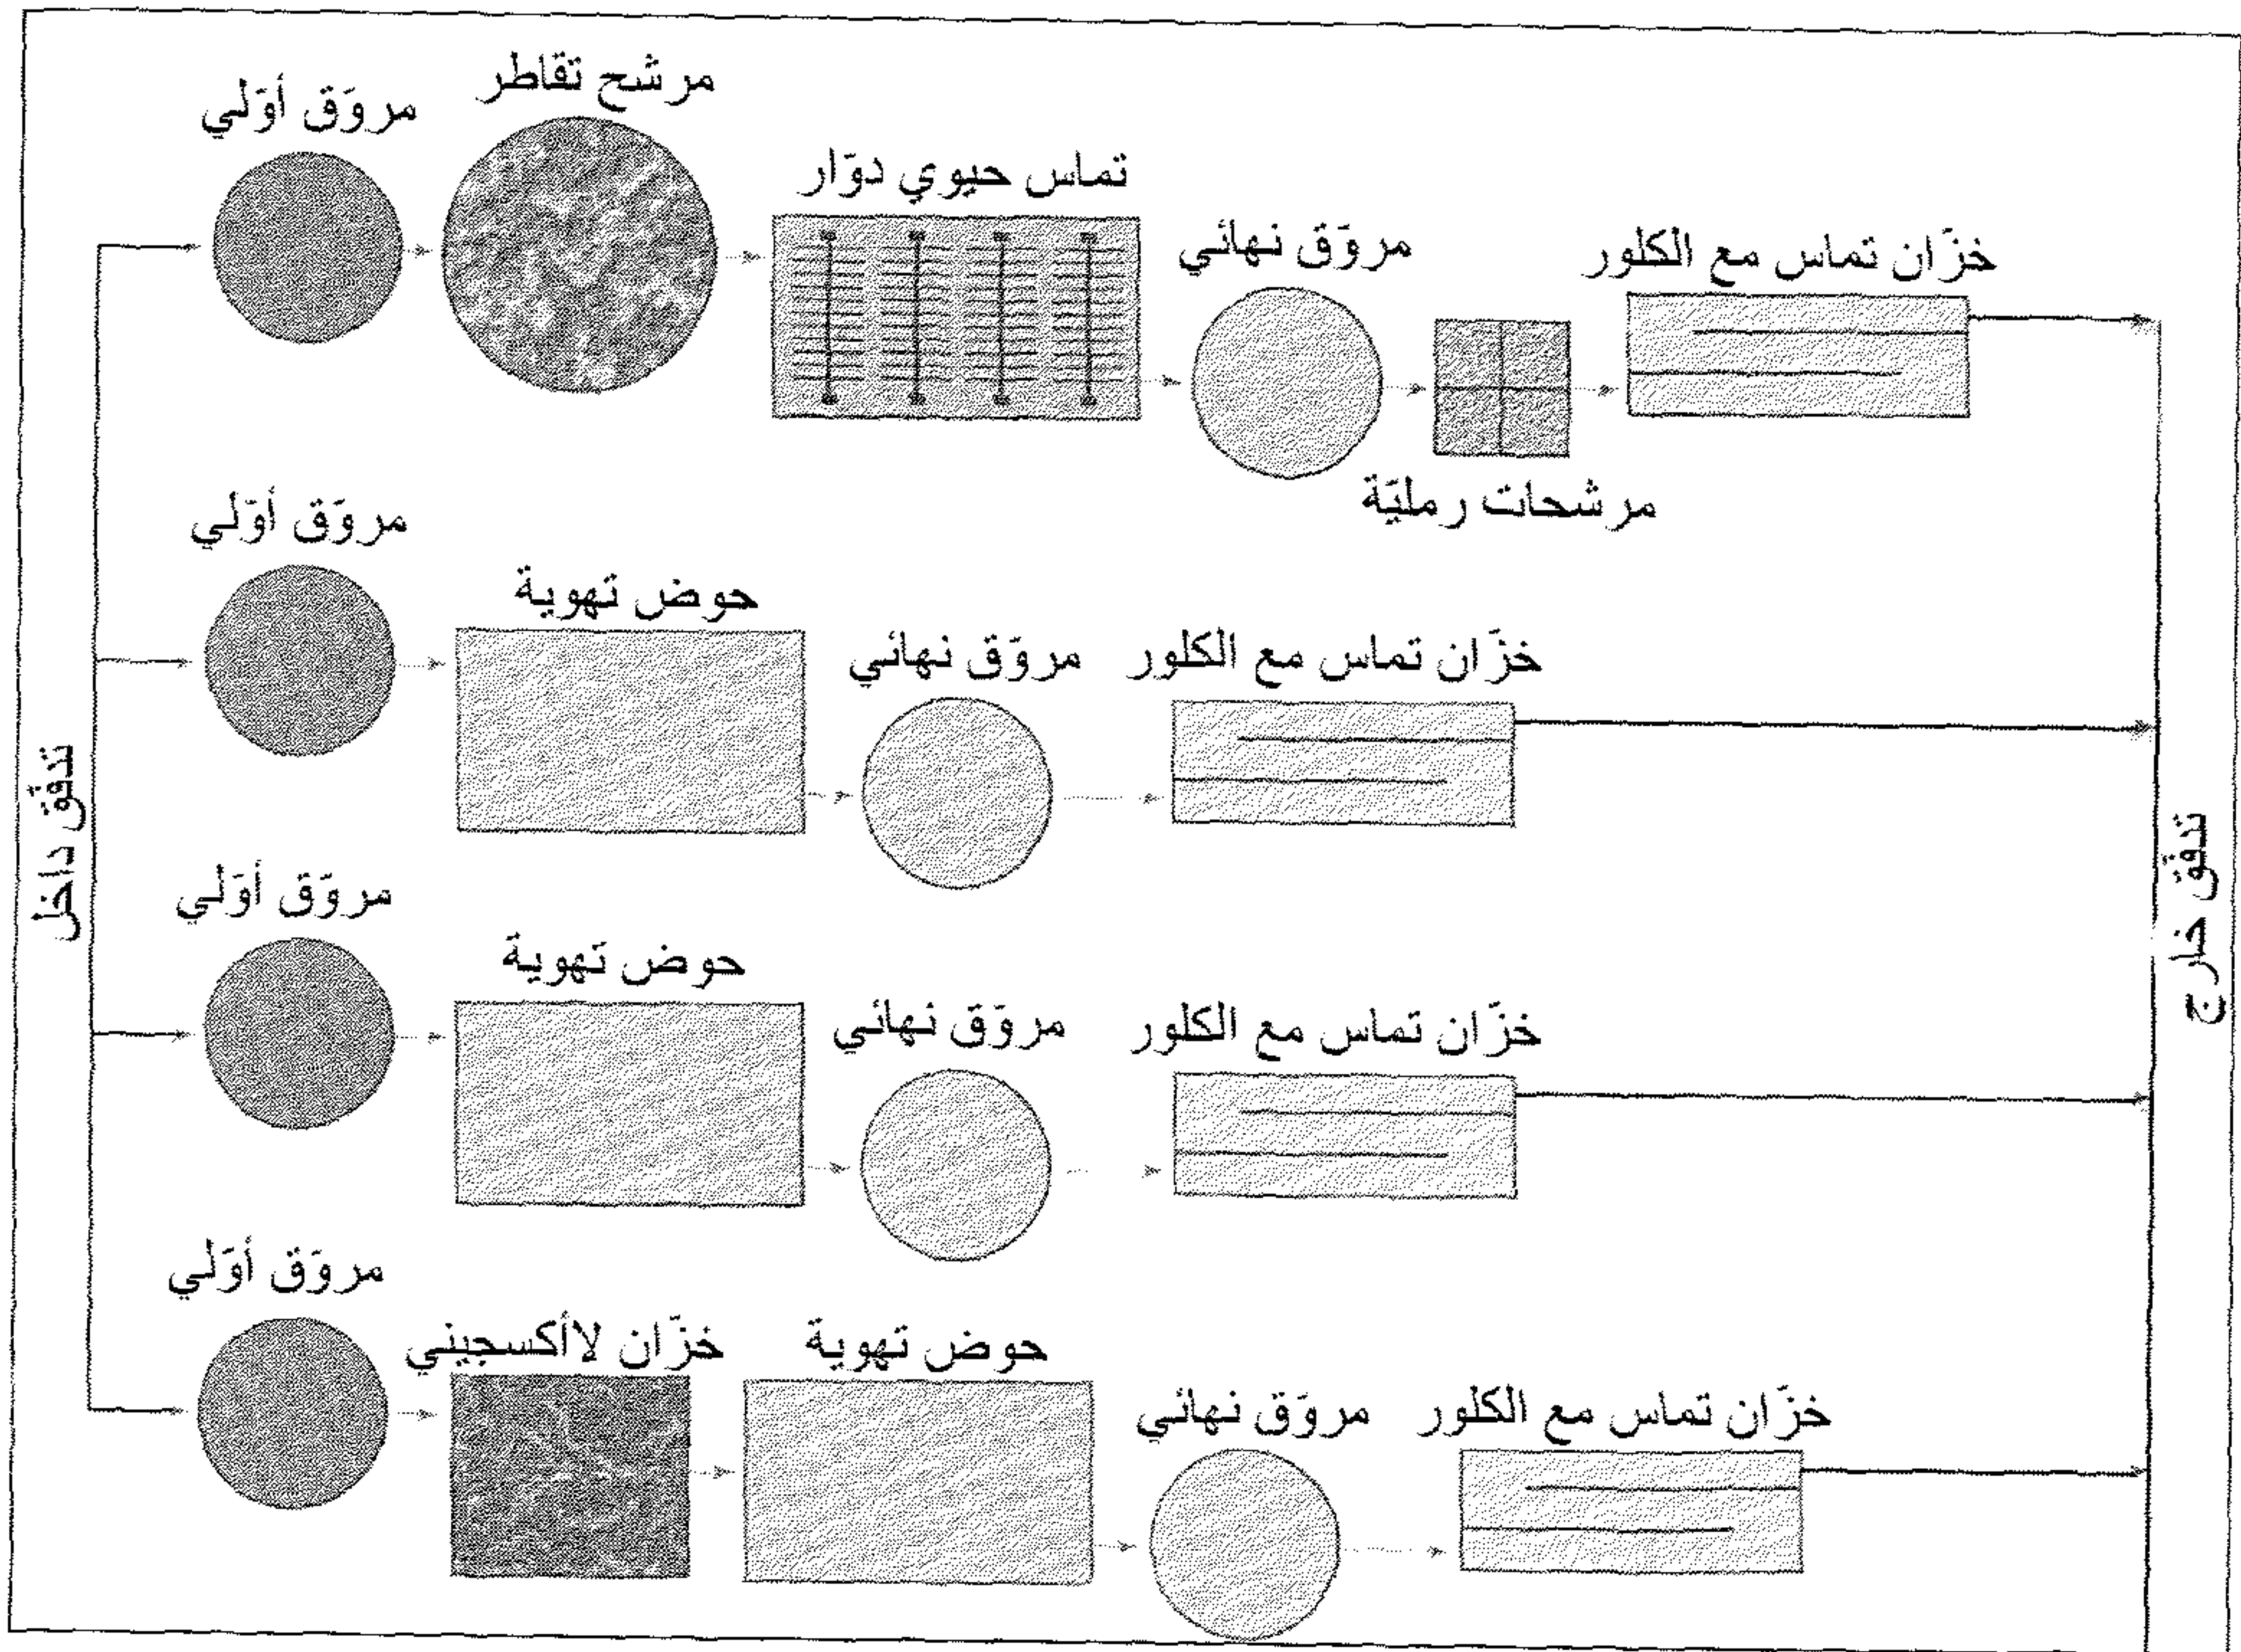 مرشح تقاطر
مروَق أوَلي
تماس حيوي دوَار
مروَق نهائي
خزَان تماس مع الكلور
مرشحات رمليَة
مروَق أوَلي
حوض تهوية
مروَق نهائي
خزَان تماس مع الكلور
تدفق داخل
تدفق خارج
مروَق أوَلي
حوض تهوية
مروَق نهائي
خزَان تماس مع الكلور
مروَق أوَلي
خزَان لاأكسجيني
حوض تهوية
مروَق نهائي
خزَان تماس مع الكلور